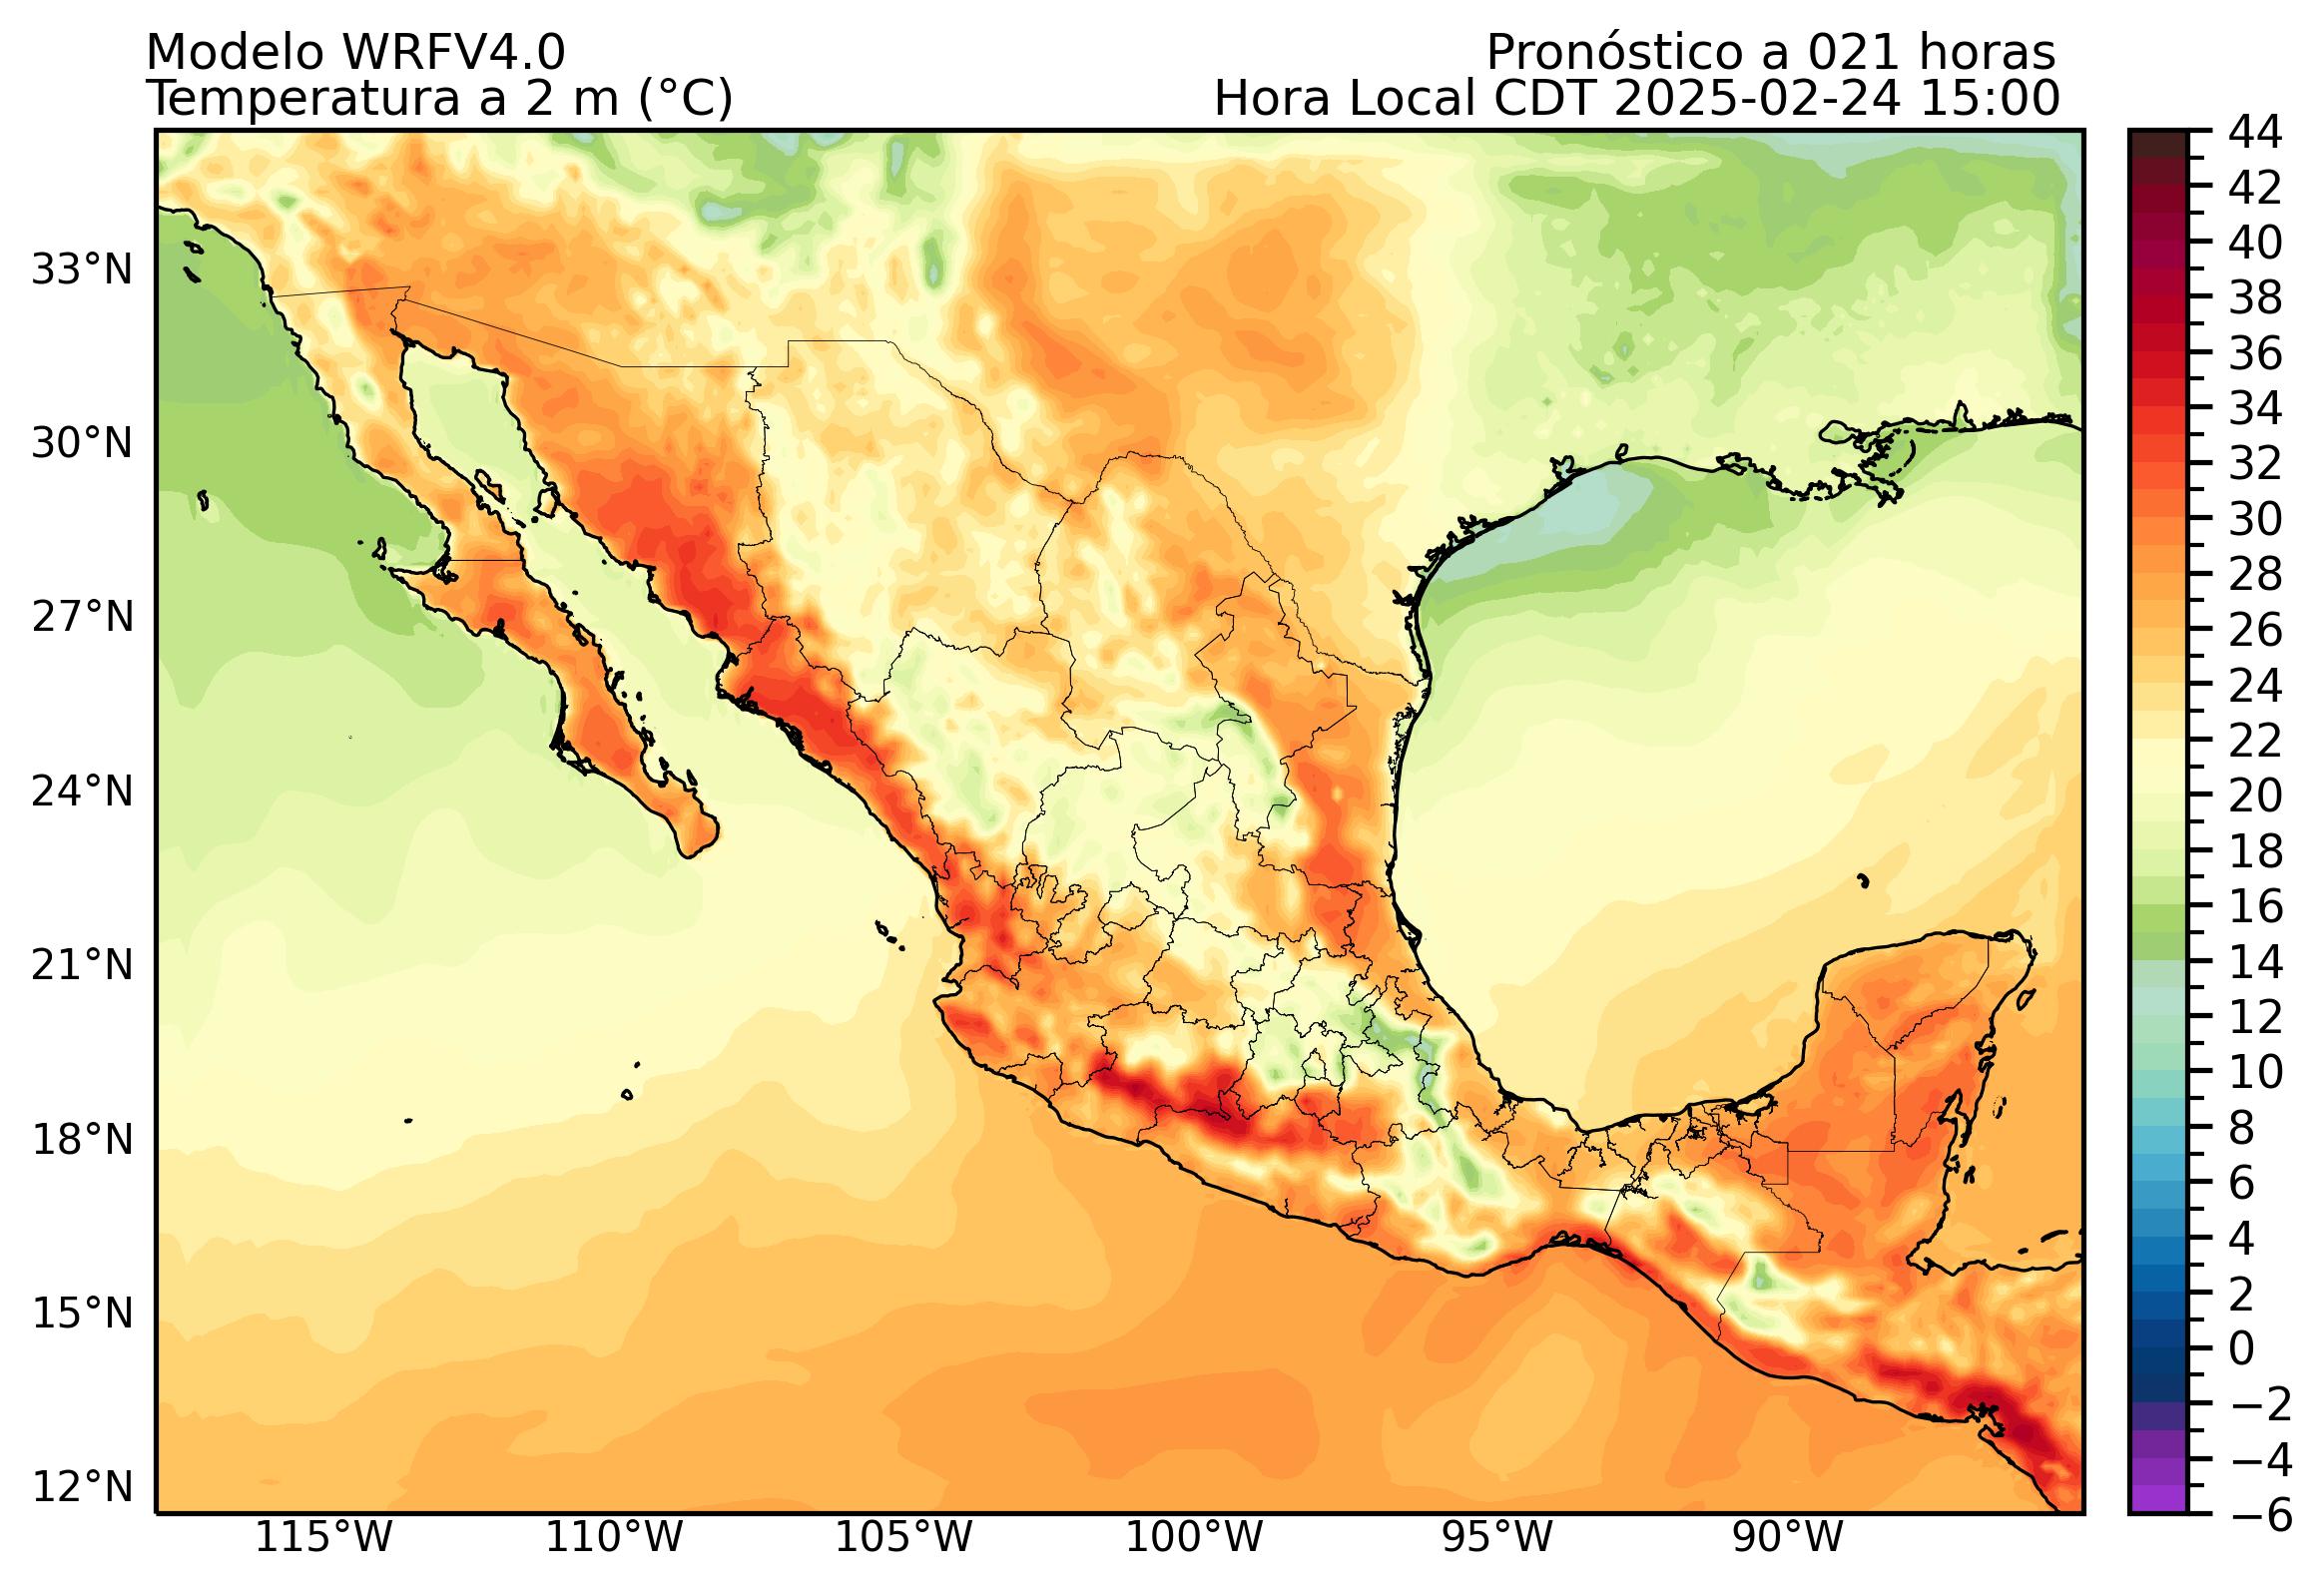 Modelo WRFV4.0
Pronóstico a 021 horas
Temperatura a 2 m (°C)
Hora Local CDT 2025-02-24 15:00
33°N
30°N
27°N
24°N
21°N
18°N
15°N
12°N
115°W
110°W
105°W
100°W
95°W
90°W
44
42
40
38
36
34
32
30
28
26
24
22
20
18
16
14
12
10
8
6
4
2
0
−2
−4
−6